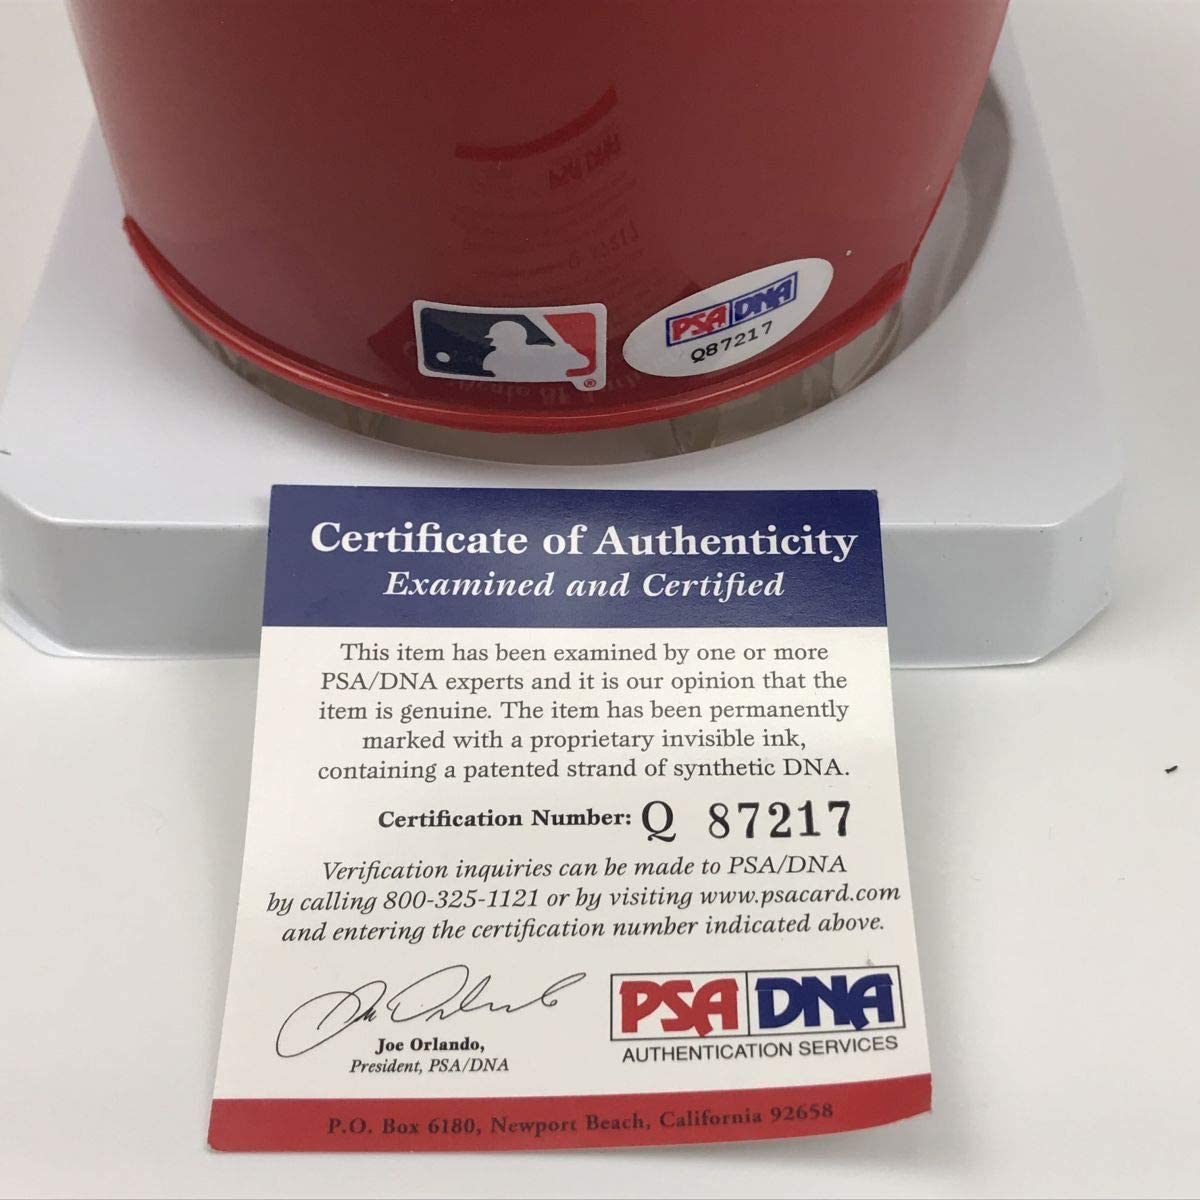 PSA DNA
Q87217
®
Certificate of Authenticity
Examined and Certified
This item has been examined by one or more
PSA/DNA experts and it is our opinion that the
item is genuine. The item has been permanently
marked with a proprietary invisible ink,
containing a patented strand of synthetic DNA.
Certification Number: Q 87217
Verification inquiries can be made to PSA/DNA
by calling 800-325-1121 or by visiting www.psacard.com
and entering the certification number indicated above.
Joe Orlando,
President, PSA/DNA
PSA DNA
AUTHENTICATION SERVICES
P.O. Box 6180, Newport Beach, California 92658